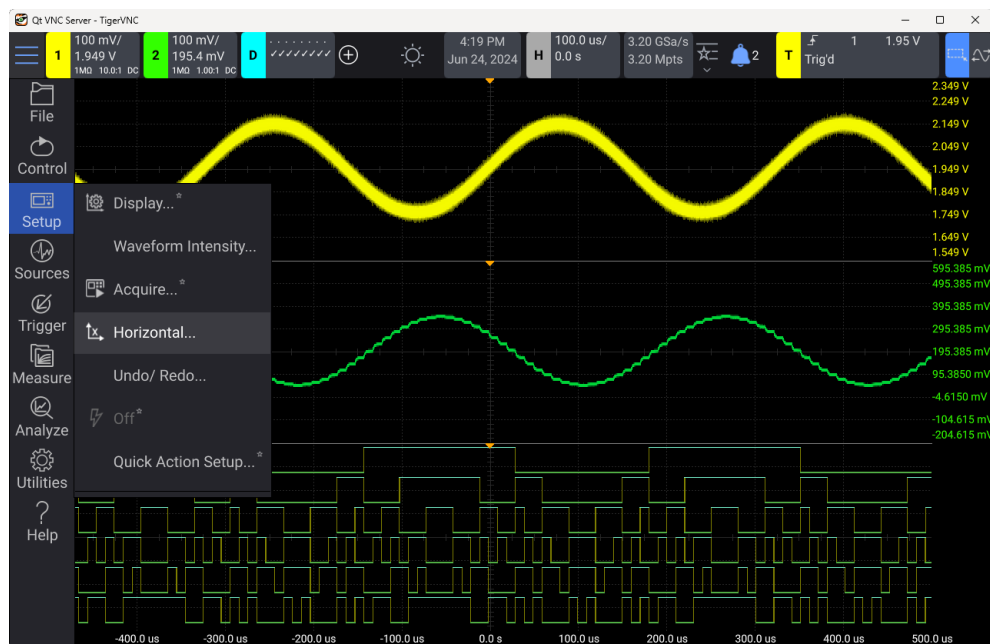 Qt VNC Server - TigerVNC
1 100 mV/ 1.949 V 1MΩ 10.0:1 DC
2 100 mV/ 195.4 mV 1MΩ 1.00:1 DC
D
4:19 PM
Jun 24, 2024
H 100.0 us/ 0.0 s
3.20 GSa/s
3.20 Mpts
2
T 1 1.95 V
Trig'd
File
Control
Setup
Sources
Trigger
Measure
Analyze
Utilities
Help
Display...
Waveform Intensity...
Acquire...
Horizontal...
Undo/ Redo...
Off
Quick Action Setup...
2.349 V
2.249 V
2.149 V
2.049 V
1.949 V
1.849 V
1.749 V
1.649 V
1.549 V
595.385 mV
495.385 mV
395.385 mV
295.385 mV
195.385 mV
95.3850 mV
-4.6150 mV
-104.615 mV
-204.615 mV
-400.0 us
-300.0 us
-200.0 us
-100.0 us
0.0 s
100.0 us
200.0 us
300.0 us
400.0 us
500.0 us